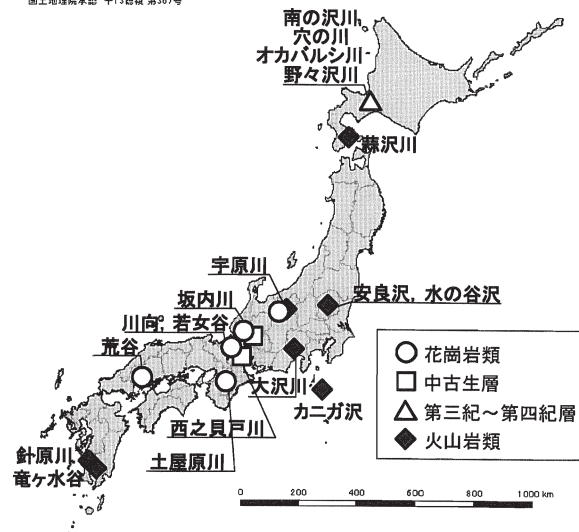 国土地理院承認 平13総複 第367号
南の沢川
穴の川
オカバルシ川
野々沢川
蒜沢川
宇原川
坂内川
安良沢, 水の谷沢
川向, 若女谷
荒谷
大沢川
カニガ沢
西之貝戸川
土屋原川
針原川
竜ヶ水谷
花崗岩類
中古生層
第三紀～第四紀層
火山岩類
0 200 400 600 800 1000 km